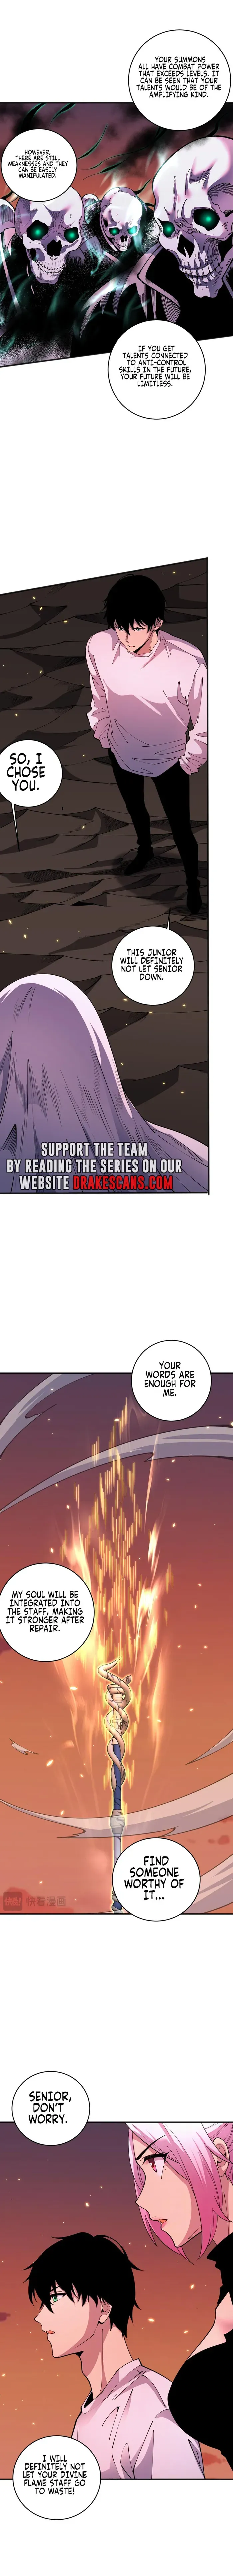 YOUR SUMMONS
ALL HAVE COMBAT POWER
THAT EXCEEDS LEVELS. IT
CAN BE SEEN THAT YOUR
TALENTS WOULD BE OF THE
AMPLIFYING KIND.
HOWEVER,
THERE ARE STILL
WEAKNESSES AND THEY
CAN BE EASILY
MANIPULATED.
IF YOU GET
TALENTS CONNECTED
TO ANTI-CONTROL
SKILLS IN THE FUTURE,
YOUR FUTURE WILL BE
LIMITLESS.
SO, I
CHOSE
YOU.
THIS JUNIOR
WILL DEFINITELY
NOT LET SENIOR
DOWN.
SUPPORT THE TEAM
BY READING THE SERIES ON OUR
WEBSITE DRAKESCANS.COM
YOUR
WORDS ARE
ENOUGH FOR
ME.
MY SOUL WILL BE
INTEGRATED INTO
THE STAFF, MAKING
IT STRONGER AFTER
REPAIR.
FIND
SOMEONE
WORTHY OF
IT...
快看漫画
SENIOR,
DON'T
WORRY.
I WILL
DEFINITELY NOT
LET YOUR DIVINE
FLAME STAFF GO
TO WASTE!